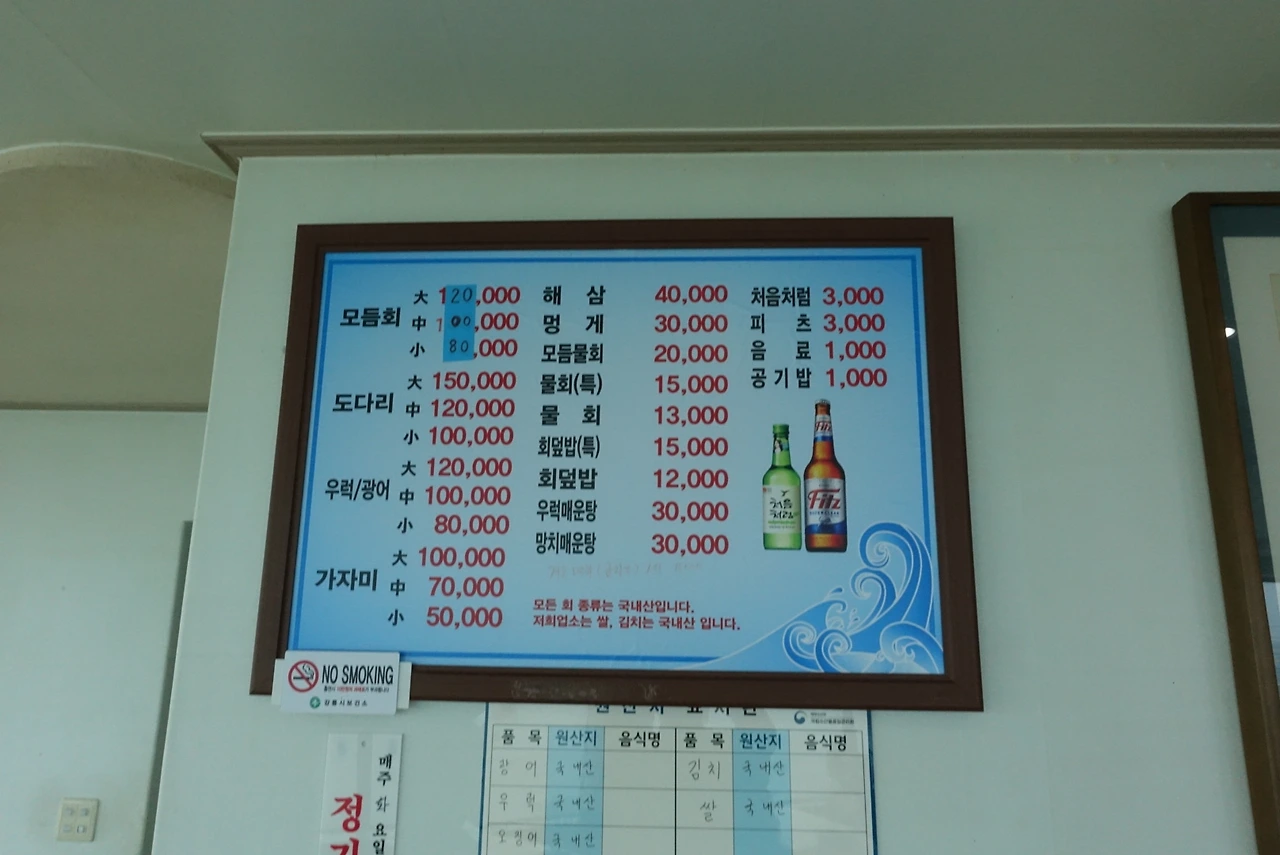 모듬회
大 120,000
中 100,000
小 80,000
도다리
大 150,000
中 120,000
小 100,000
우럭/광어
大 120,000
中 100,000
小 80,000
가자미
大 100,000
中 70,000
小 50,000
해 삼 40,000
멍 게 30,000
모듬물회 20,000
물회(특) 15,000
물 회 13,000
회덮밥(특) 15,000
회덮밥 12,000
우럭매운탕 30,000
망치매운탕 30,000
모든 회 종류는 국내산입니다.
저희업소는 쌀, 김치는 국내산 입니다.
처음처럼 3,000
피 츠 3,000
음 료 1,000
공기밥 1,000
처음
처럼
Fitz
Fitz
NO SMOKING
강릉시보건소
품 목 원산지 음식명 품 목 원산지 음식명
광 어 국내산 김치 국내산
우 럭 국내산 쌀 국내산
오징어 국내산
매주 화요일
정기